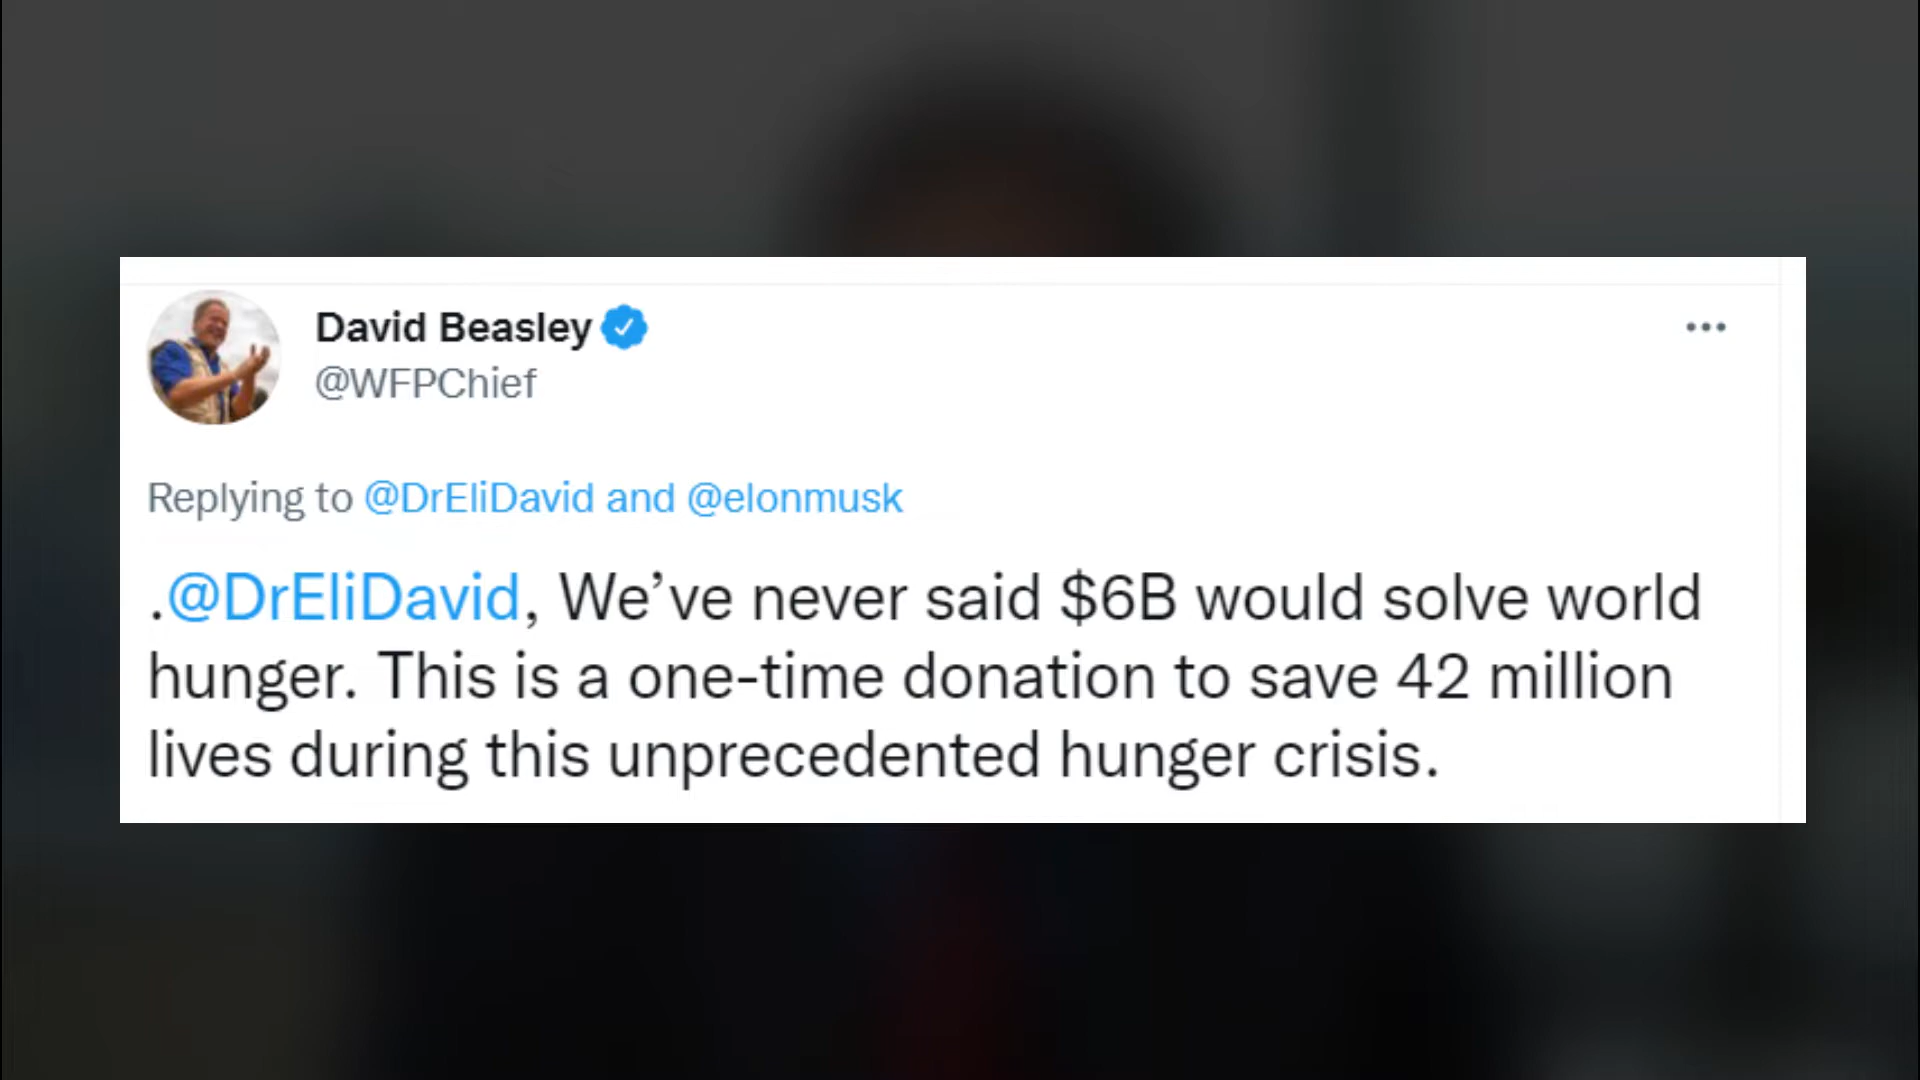 David Beasley
@WFPChief
Replying to @DrEliDavid and @elonmusk
.@DrEliDavid, We’ve never said $6B would solve world
hunger. This is a one-time donation to save 42 million
lives during this unprecedented hunger crisis.